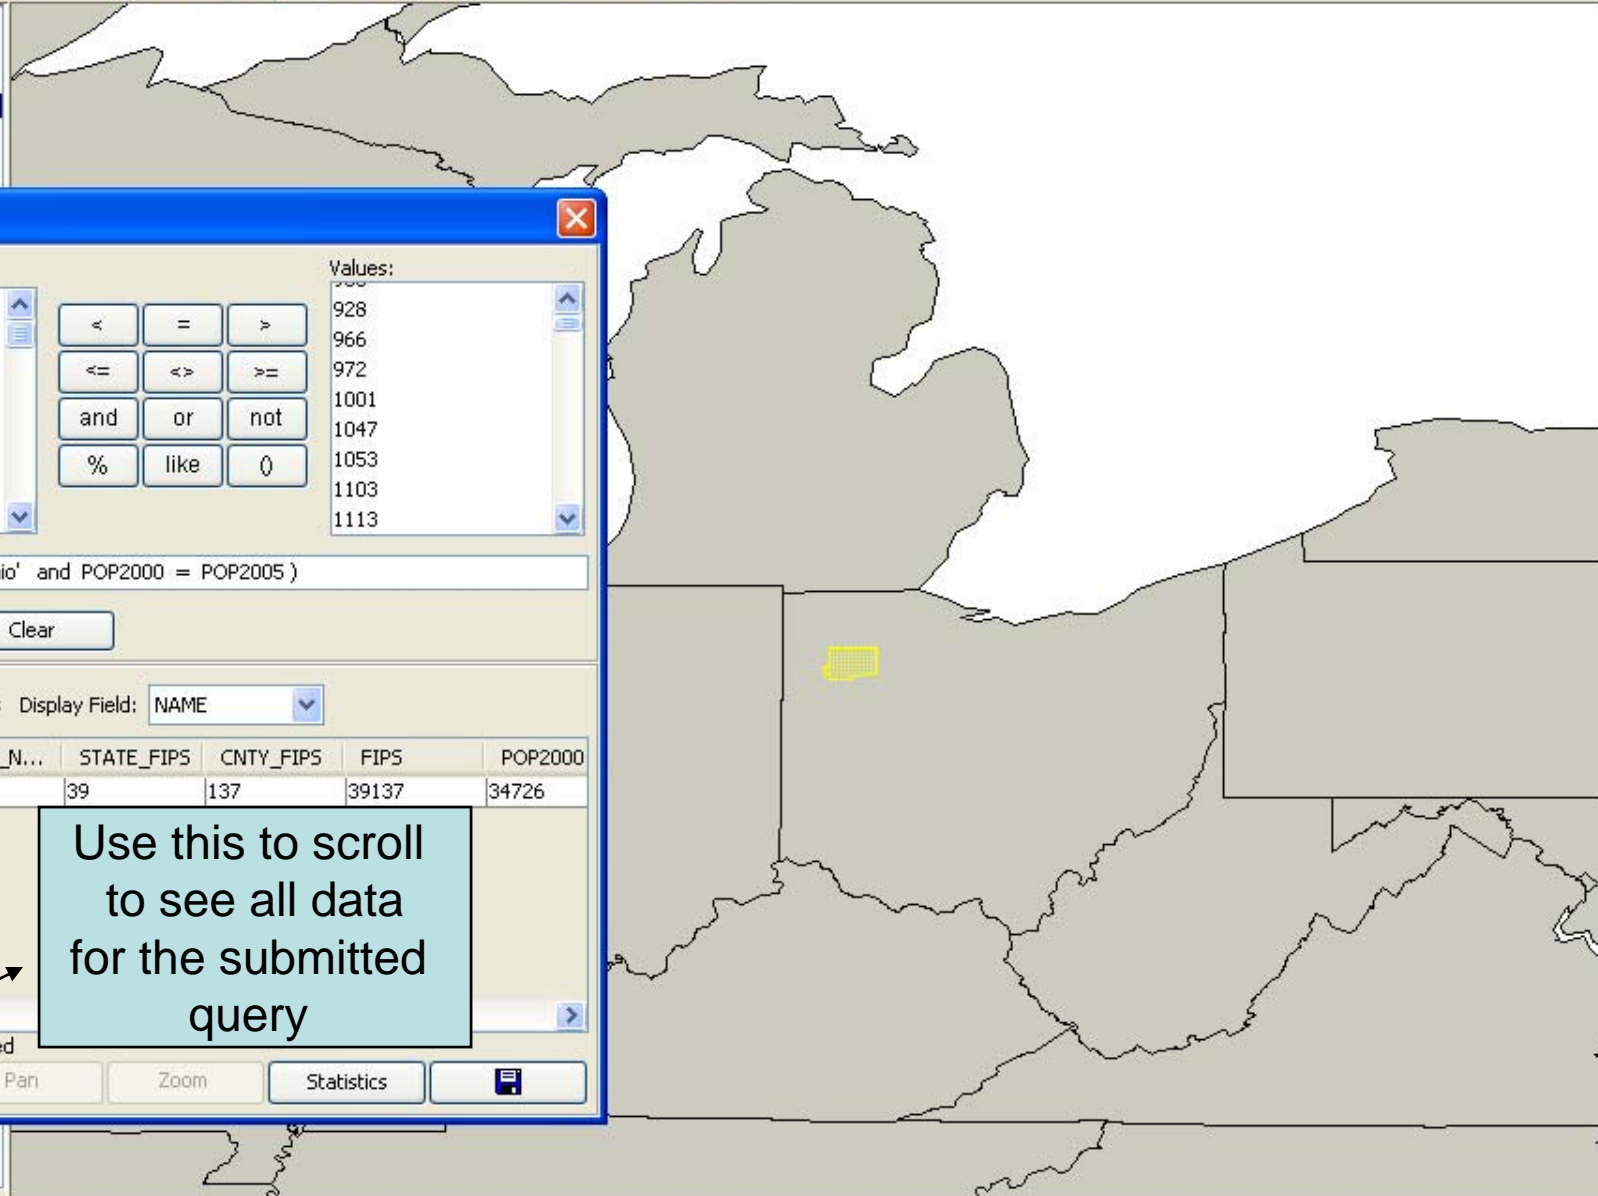 Values:
928
966
972
1001
1047
1053
1103
1113
< = >
<= <> >=
and or not
% like ()
io' and POP2000 = POP2005 )
Clear
Display Field: NAME
_N... STATE_FIPS CNTY_FIPS FIPS POP2000
39 137 39137 34726
Use this to scroll
to see all data
for the submitted
query
ed
Pan Zoom Statistics